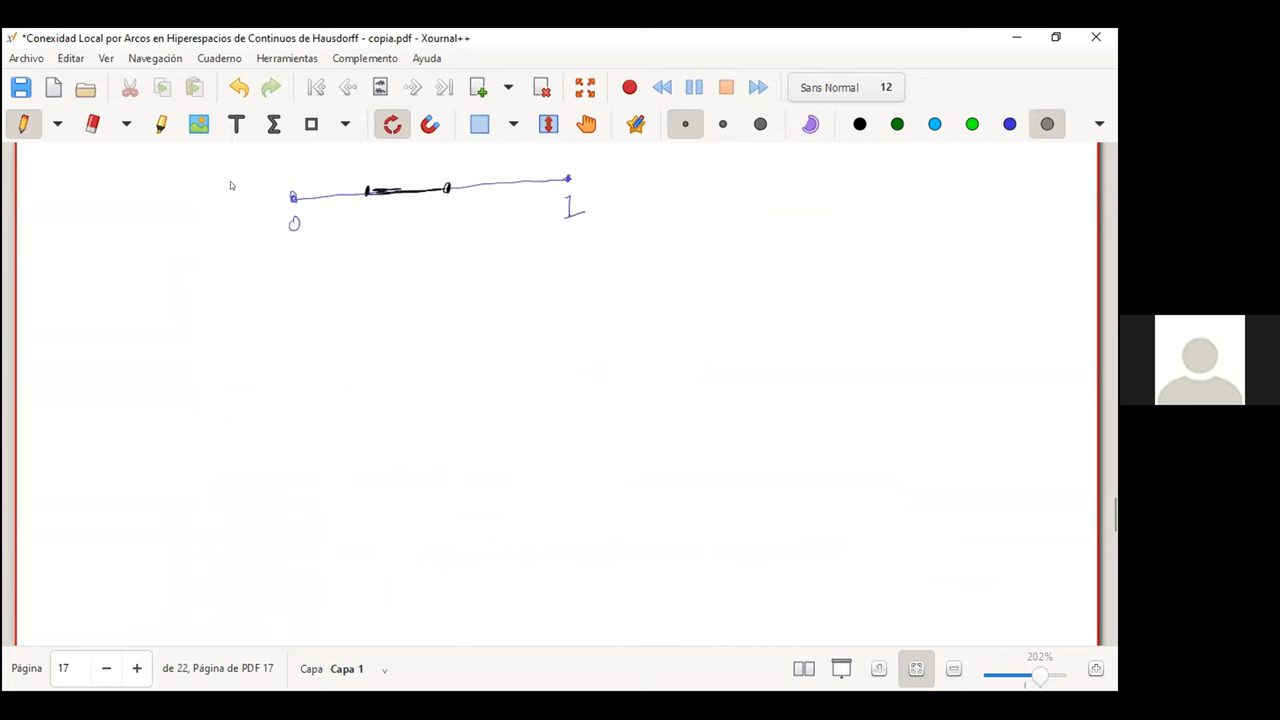 *Conexidad Local por Arcos en Hiperespacios de Continuos de Hausdorff - copia.pdf - Xournal++
Archivo Editar Ver Navegación Cuaderno Herramientas Complemento Ayuda
Sans Normal 12
0
1
Página 17 de 22, Página de PDF 17 Capa Capa 1
202%